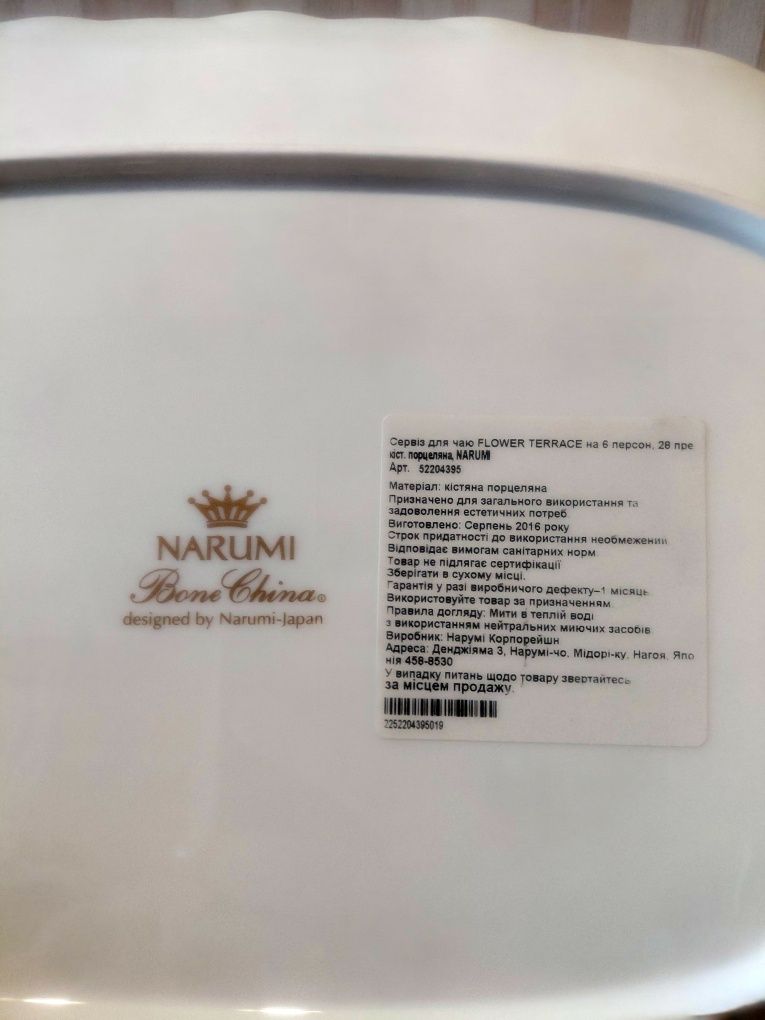 NARUMI
Bone China®
designed by Narumi-Japan
Сервіз для чаю FLOWER TERRACE на 6 персон, 28 пре
кіст. порцеляна, NARUMI
Арт. 52204395
Матеріал: кістяна порцеляна
Призначено для загального використання та
задоволення естетичних потреб.
Виготовлено: Серпень 2016 року
Строк придатності до використання необмежений
Відповідає вимогам санітарних норм
Товар не підлягає сертифікації
Зберігати в сухому місці.
Гарантія у разі виробничого дефекту–1 місяць
Використовуйте товар за призначенням
Правила догляду: Мити в теплій воді
з використанням нейтральних миючих засобів
Виробник: Нарумі Корпорейшн
Адреса: Денджіяма 3, Нарумі-чо, Мідорі-ку, Нагоя, Япо
нія 458-8530
У випадку питань щодо товару звертайтесь
за місцем продажу.
2252204395019